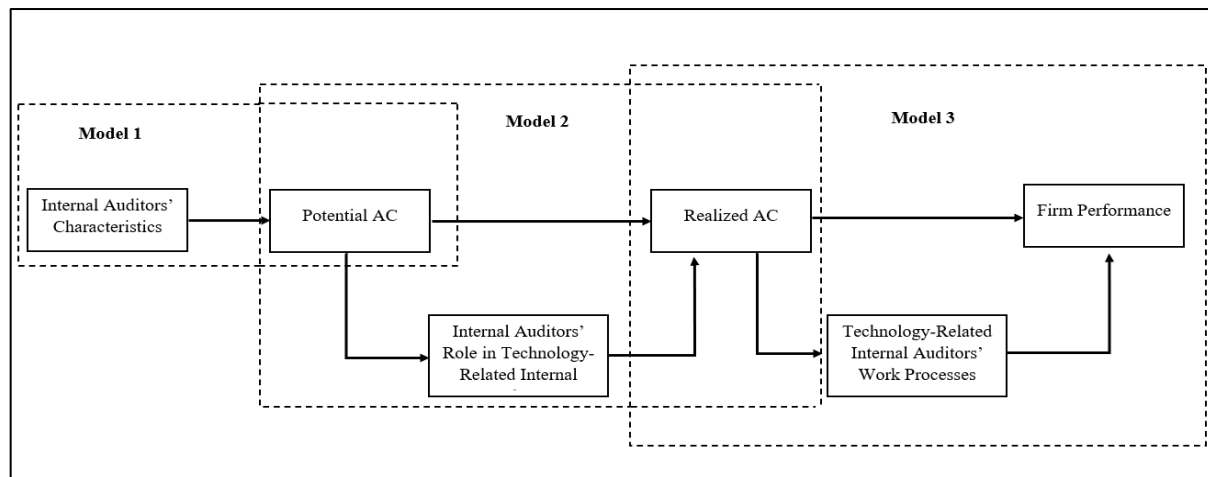 Model 1
Model 2
Model 3
Internal Auditors'
Characteristics
Potential AC
Realized AC
Firm Performance
Internal Auditors'
Role in Technology-
Related Internal
Technology-Related
Internal Auditors'
Work Processes